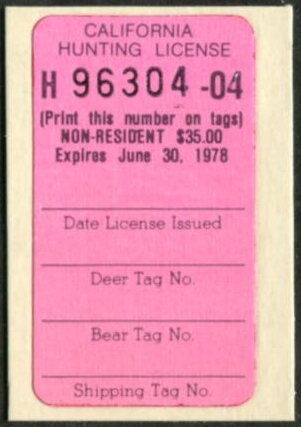 CALIFORNIA
HUNTING LICENSE
H 96304 -04
(Print this number on tags)
NON-RESIDENT $35.00
Expires June 30, 1978
Date License Issued
Deer Tag No.
Bear Tag No.
Shipping Tag No.